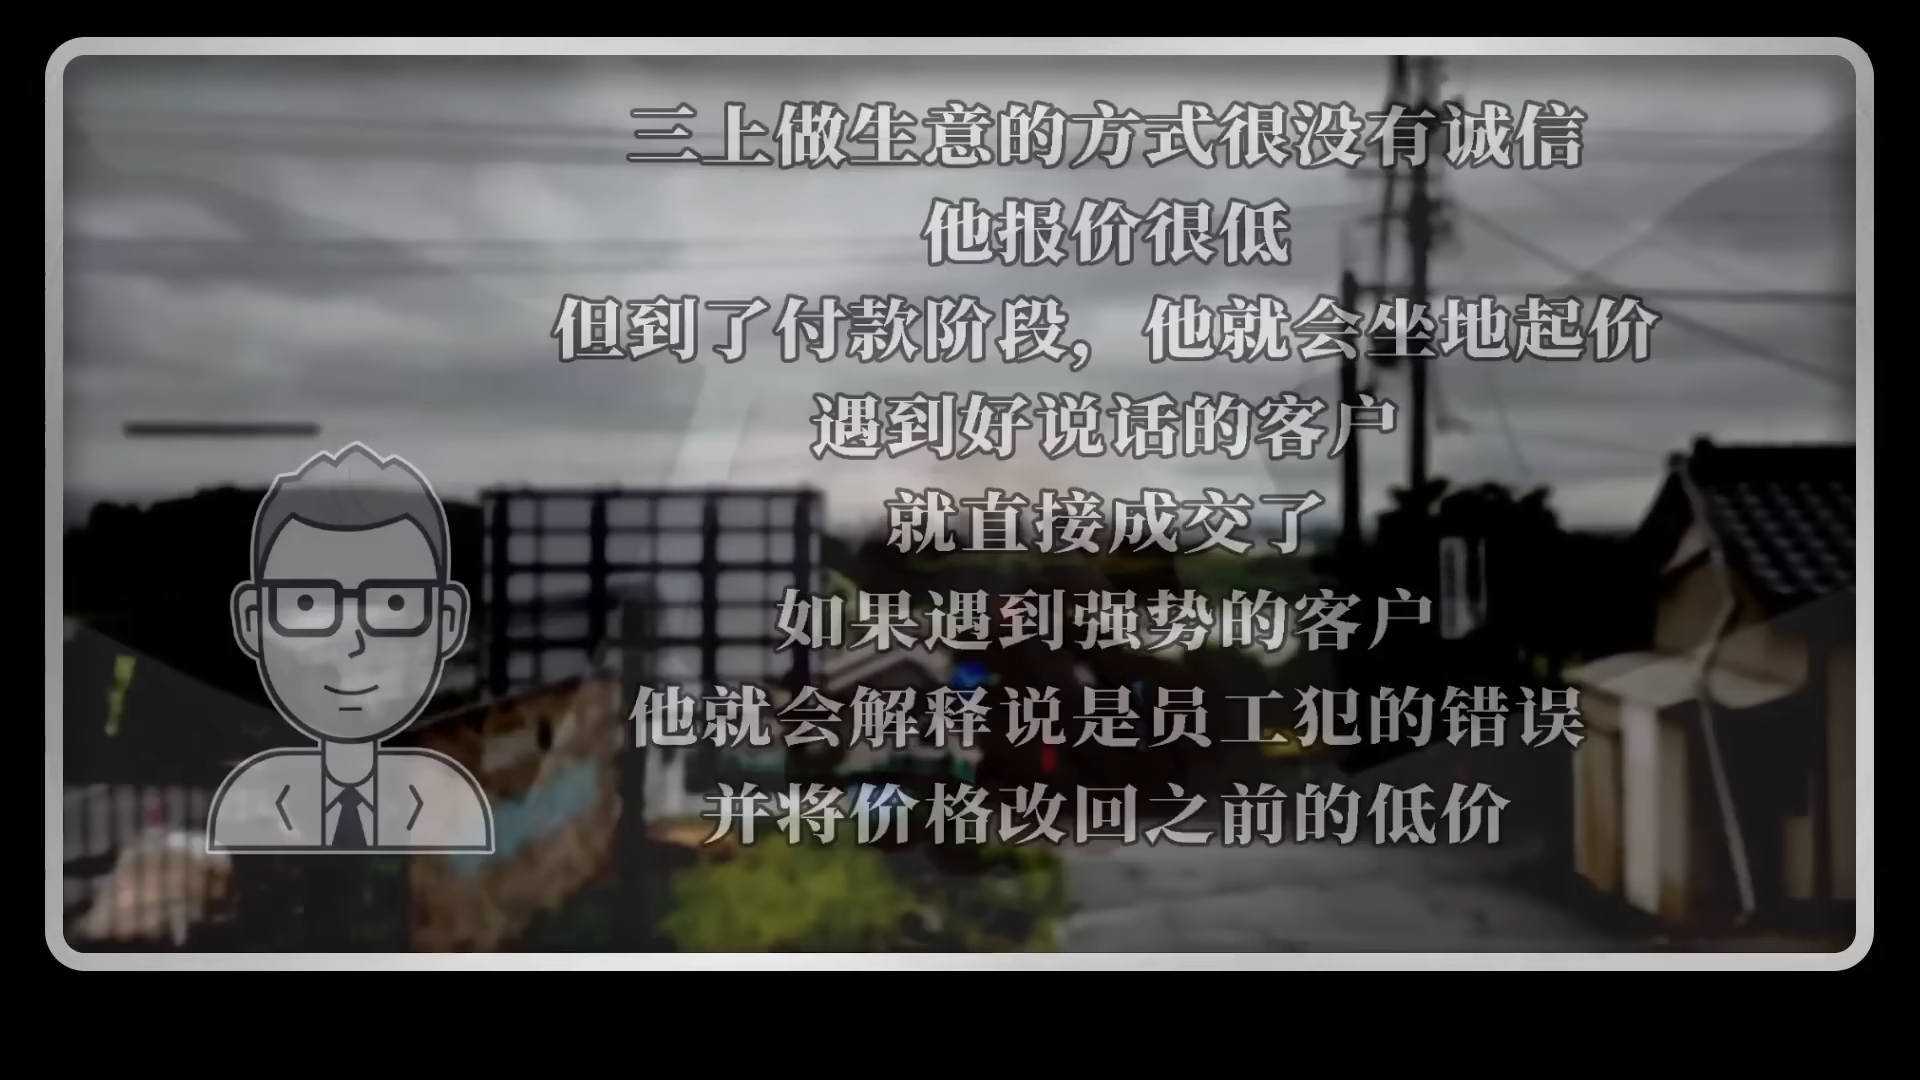 三上做生意的方式很没有诚信
他报价很低
但到了付款阶段，他就会坐地起价
遇到好说话的客户
就直接成交了
如果遇到强势的客户
他就会解释说是员工犯的错误
并将价格改回之前的低价